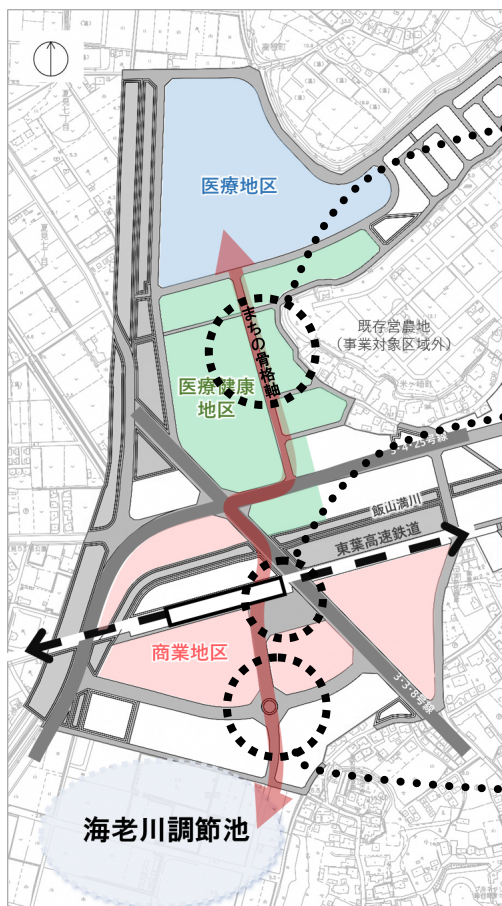 医療地区
まちの骨格軸
既存営農地
(事業対象区域外)
医療健康
地区
3・4・25号線
飯山満川
東葉高速鉄道
商業地区
3・3・8号線
海老川調節池